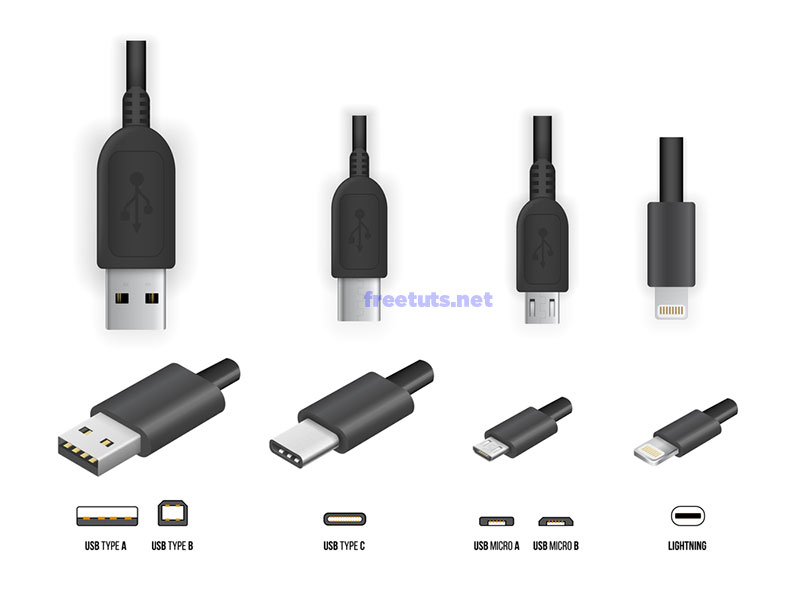 freetuts.net
USB TYPE A
USB TYPE B
USB TYPE C
USB MICRO A
USB MICRO B
LIGHTNING